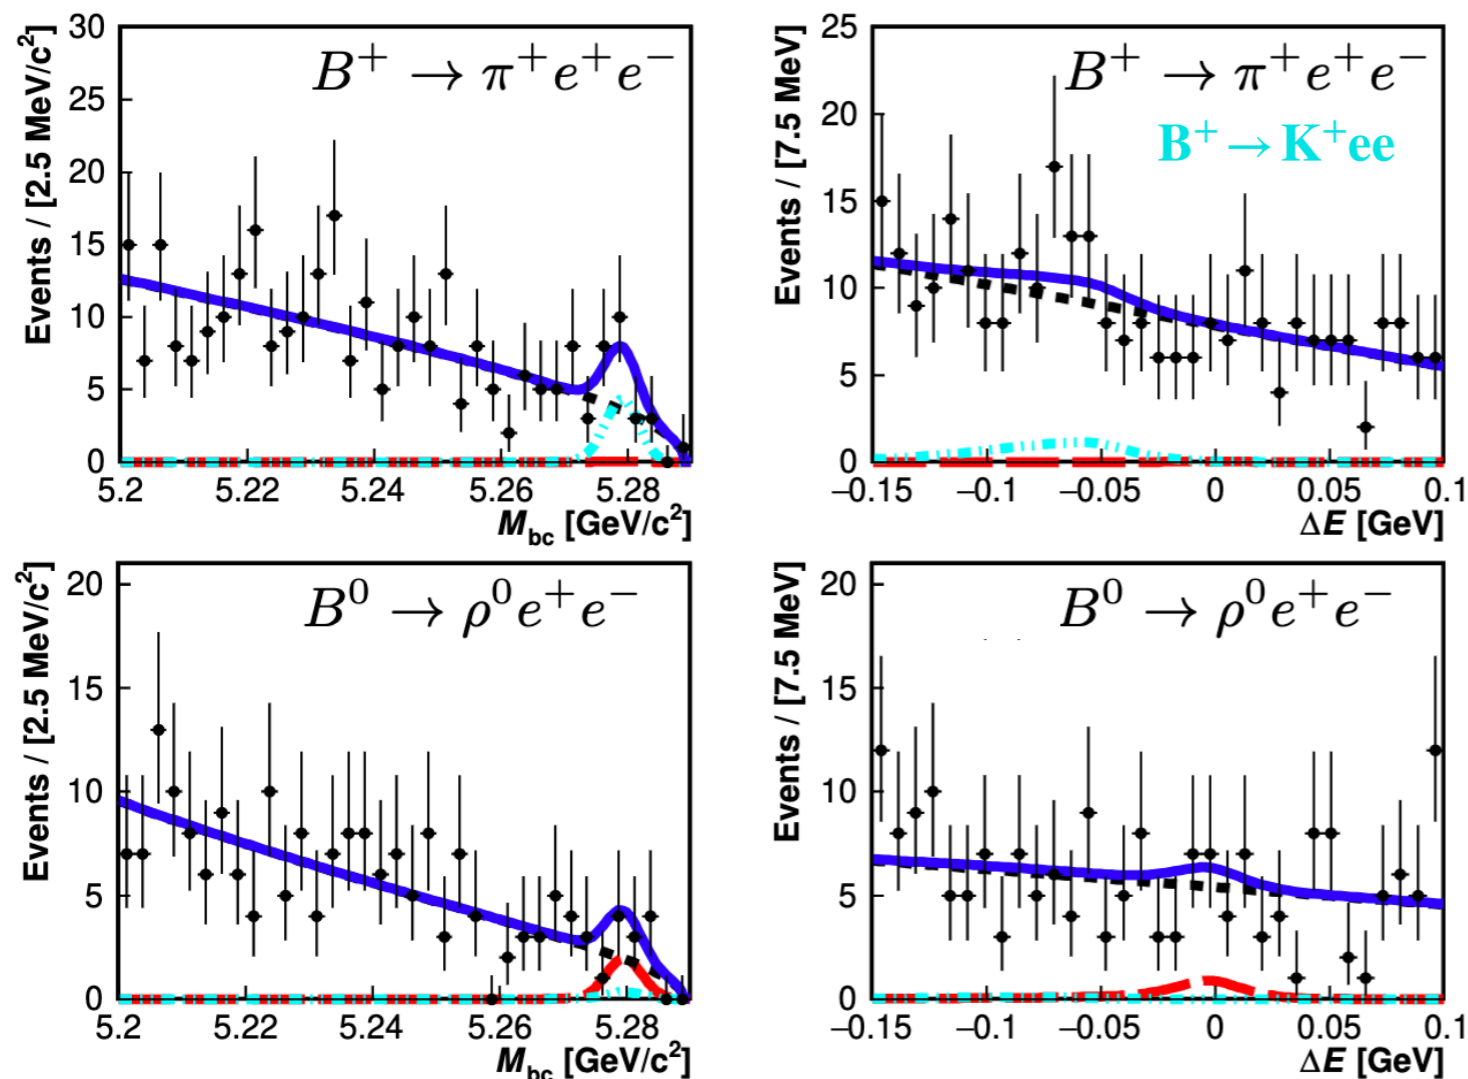 Events / [2.5 MeV/c²]
30
25
20
15
10
5
0
B⁺ → π⁺e⁺e⁻
5.2 5.22 5.24 5.26 5.28
M_bc [GeV/c²]
Events / [7.5 MeV]
25
20
15
10
5
0
B⁺ → π⁺e⁺e⁻
B⁺ → K⁺ee
−0.15 −0.1 −0.05 0 0.05 0.1
ΔE [GeV]
Events / [2.5 MeV/c²]
20
15
10
5
0
B⁰ → ρ⁰e⁺e⁻
5.2 5.22 5.24 5.26 5.28
M_bc [GeV/c²]
Events / [7.5 MeV]
20
15
10
5
0
B⁰ → ρ⁰e⁺e⁻
−0.15 −0.1 −0.05 0 0.05 0.1
ΔE [GeV]